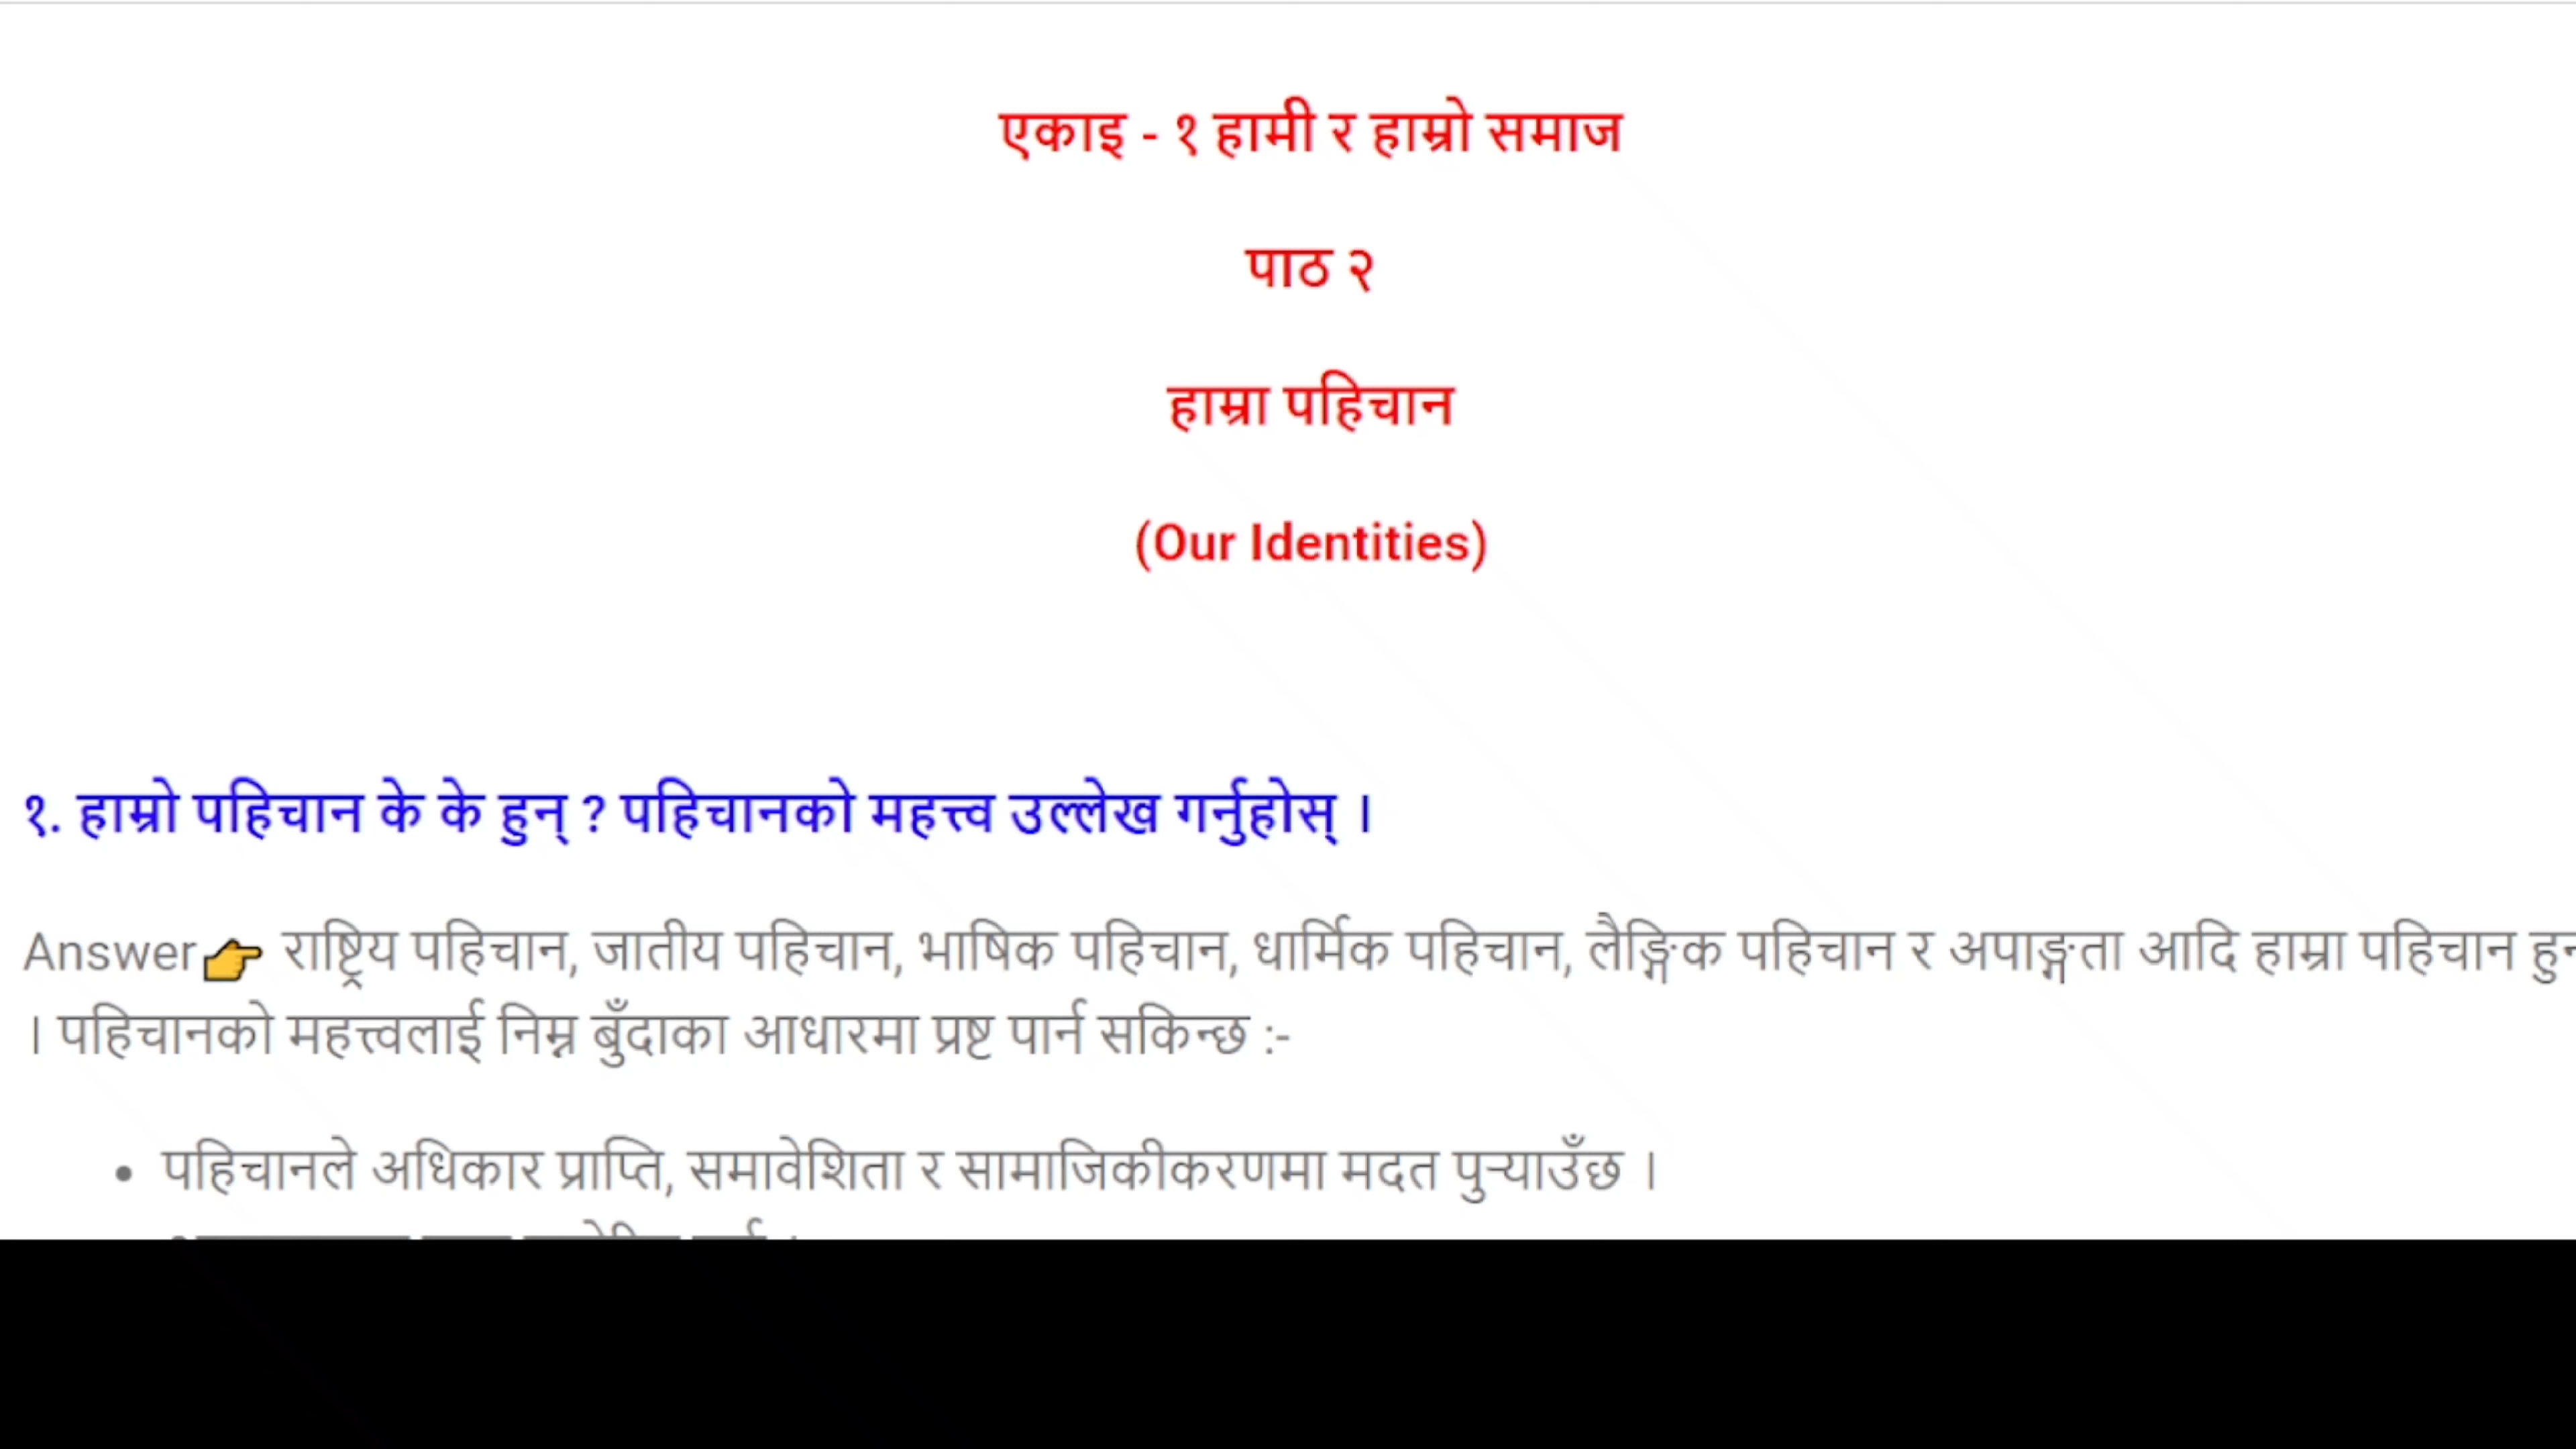 एकाइ - १ हामी र हाम्रो समाज
पाठ २
हाम्रा पहिचान
(Our Identities)
१. हाम्रो पहिचान के के हुन् ? पहिचानको महत्त्व उल्लेख गर्नुहोस् ।
Answer👉 राष्ट्रिय पहिचान, जातीय पहिचान, भाषिक पहिचान, धार्मिक पहिचान, लैङ्गिक पहिचान र अपाङ्गता आदि हाम्रा पहिचान
। पहिचानको महत्त्वलाई निम्न बुँदाका आधारमा प्रष्ट पार्न सकिन्छ :-
• पहिचानले अधिकार प्राप्ति, समावेशिता र सामाजिकीकरणमा मदत पुर्‍याउँछ ।